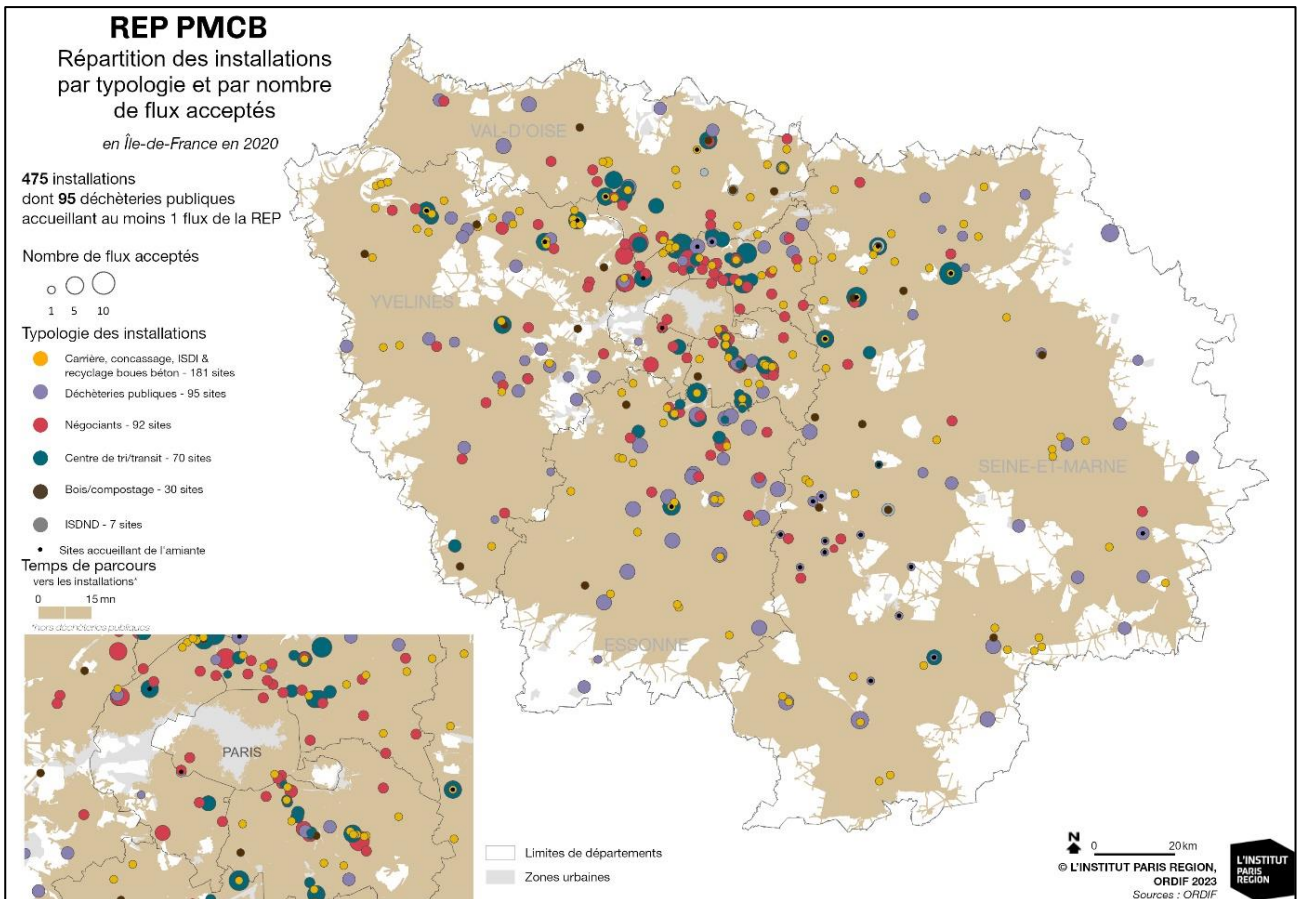 REP PMCB
Répartition des installations
par typologie et par nombre
de flux acceptés
en Île-de-France en 2020
475 installations
dont 95 déchèteries publiques
accueillant au moins 1 flux de la REP
Nombre de flux acceptés
1 5 10
Typologie des installations
Carrière, concassage, ISDI &
recyclage boues béton - 181 sites
Déchèteries publiques - 95 sites
Négociants - 92 sites
Centre de tri/transit - 70 sites
Bois/compostage - 30 sites
ISDND - 7 sites
Sites accueillant de l'amiante
Temps de parcours
vers les installations*
0 15 mn
*hors déchèteries publiques
VAL-D'OISE
YVELINES
SEINE-ET-MARNE
ESSONNE
PARIS
Limites de départements
Zones urbaines
N
0 20 km
© L'INSTITUT PARIS REGION,
ORDIF 2023
Sources : ORDIF
L'INSTITUT
PARIS
REGION